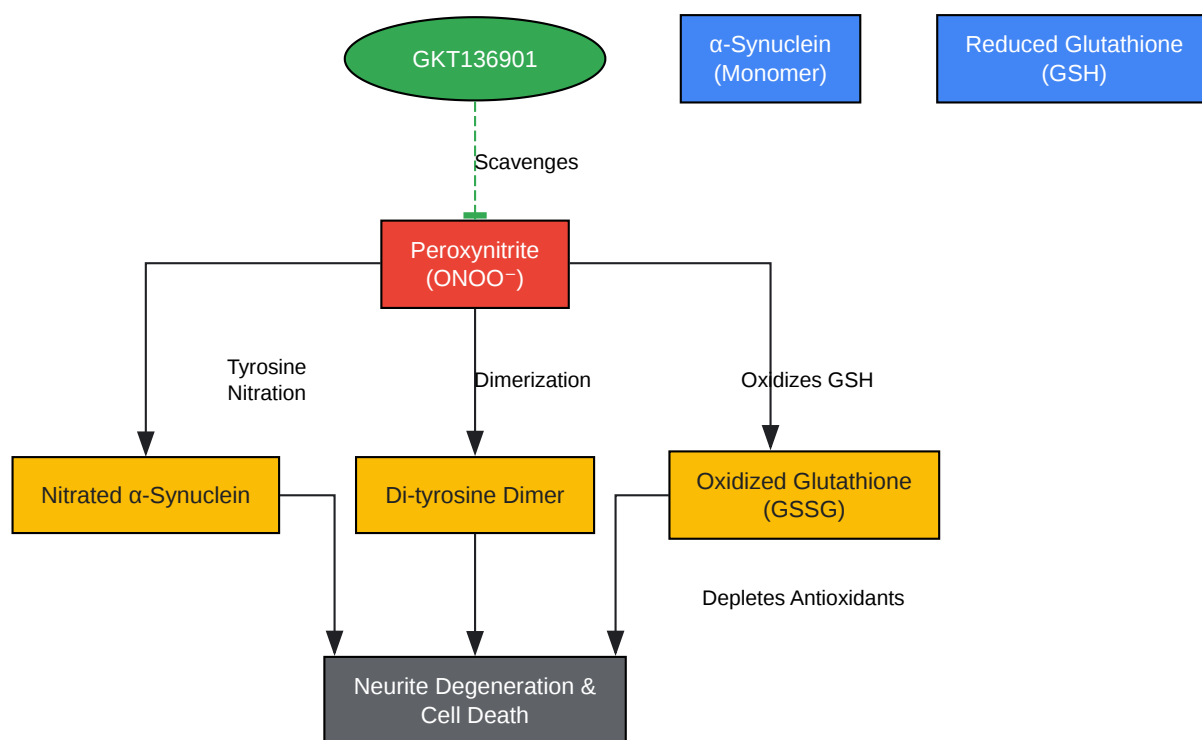 GKT136901
α-Synuclein
(Monomer)
Reduced Glutathione
(GSH)
Scavenges
Peroxynitrite
(ONOO⁻)
Tyrosine
Nitration
Dimerization
Oxidizes GSH
Nitrated α-Synuclein
Di-tyrosine Dimer
Oxidized Glutathione
(GSSG)
Depletes Antioxidants
Neurite Degeneration &
Cell Death